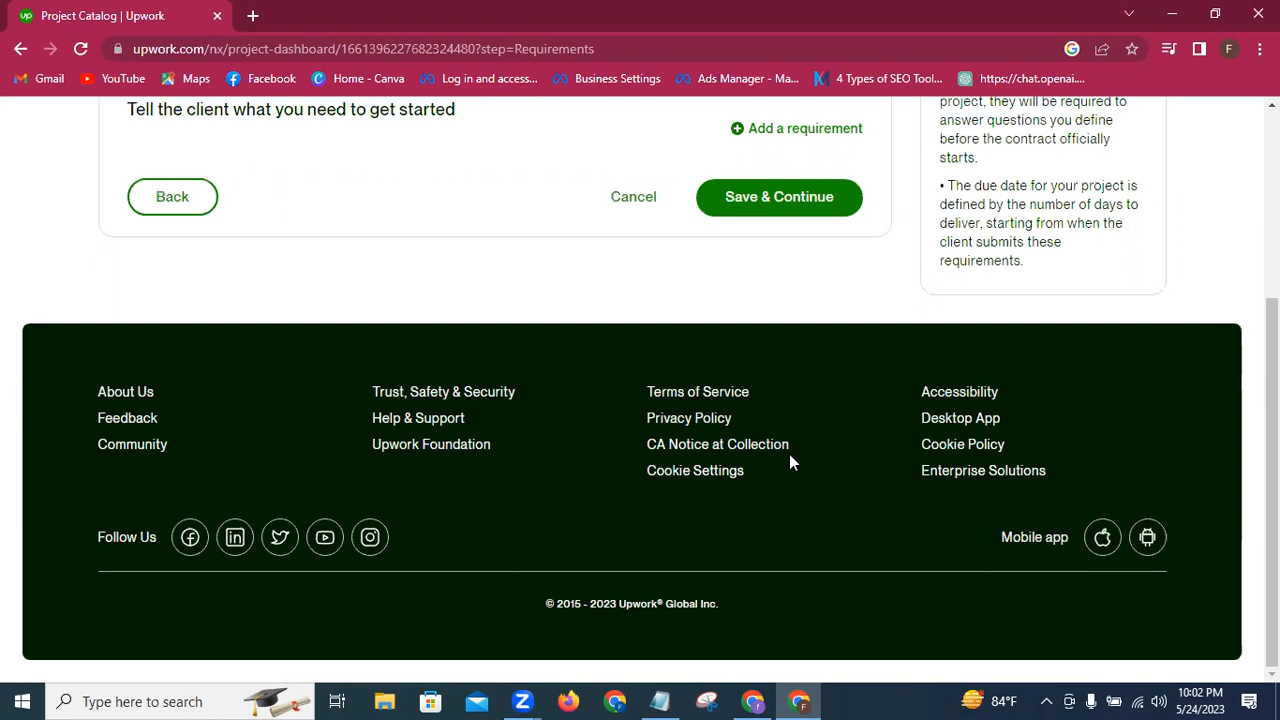 Project Catalog | Upwork
upwork.com/nx/project-dashboard/1661396227682324480?step=Requirements
F
Gmail
YouTube
Maps
Facebook
Home - Canva
Log in and access...
Business Settings
Ads Manager - Ma...
4 Types of SEO Tool...
https://chat.openai....
Tell the client what you need to get started
Add a requirement
Back
Cancel
Save & Continue
project, they will be required to
answer questions you define
before the contract officially
starts.
• The due date for your project is
defined by the number of days to
deliver, starting from when the
client submits these
requirements.
About Us
Feedback
Community
Trust, Safety & Security
Help & Support
Upwork Foundation
Terms of Service
Privacy Policy
CA Notice at Collection
Cookie Settings
Accessibility
Desktop App
Cookie Policy
Enterprise Solutions
Follow Us
Mobile app
© 2015 - 2023 Upwork® Global Inc.
Type here to search
84°F
10:02 PM
5/24/2023